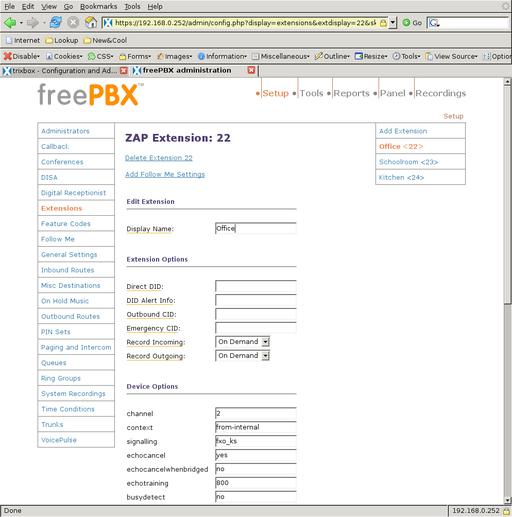 File Edit View Go Bookmarks Tools Help
https://192.168.0.252/admin/config.php?display=extensions&extdisplay=22&sk
Go
Internet Lookup New&Cool
Disable Cookies CSS Forms Images Information Miscellaneous Outline Resize Tools View Source Options
trixbox - Configuration and Ad... freePBX administration
freePBX
Setup Tools Reports Panel Recordings
Setup
Administrators
Callback
Conferences
DISA
Digital Receptionist
Extensions
Feature Codes
Follow Me
General Settings
Inbound Routes
Misc Destinations
On Hold Music
Outbound Routes
PIN Sets
Paging and Intercom
Queues
Ring Groups
System Recordings
Time Conditions
Trunks
VoicePulse
ZAP Extension: 22
Delete Extension 22
Add Follow Me Settings
Edit Extension
Display Name: Office
Extension Options
Direct DID:
DID Alert Info:
Outbound CID:
Emergency CID:
Record Incoming: On Demand
Record Outgoing: On Demand
Device Options
channel 2
context from-internal
signalling fxo_ks
echocancel yes
echocancelwhenbridged no
echotraining 800
busydetect no
Add Extension
Office <22>
Schoolroom <23>
Kitchen <24>
Done 192.168.0.252